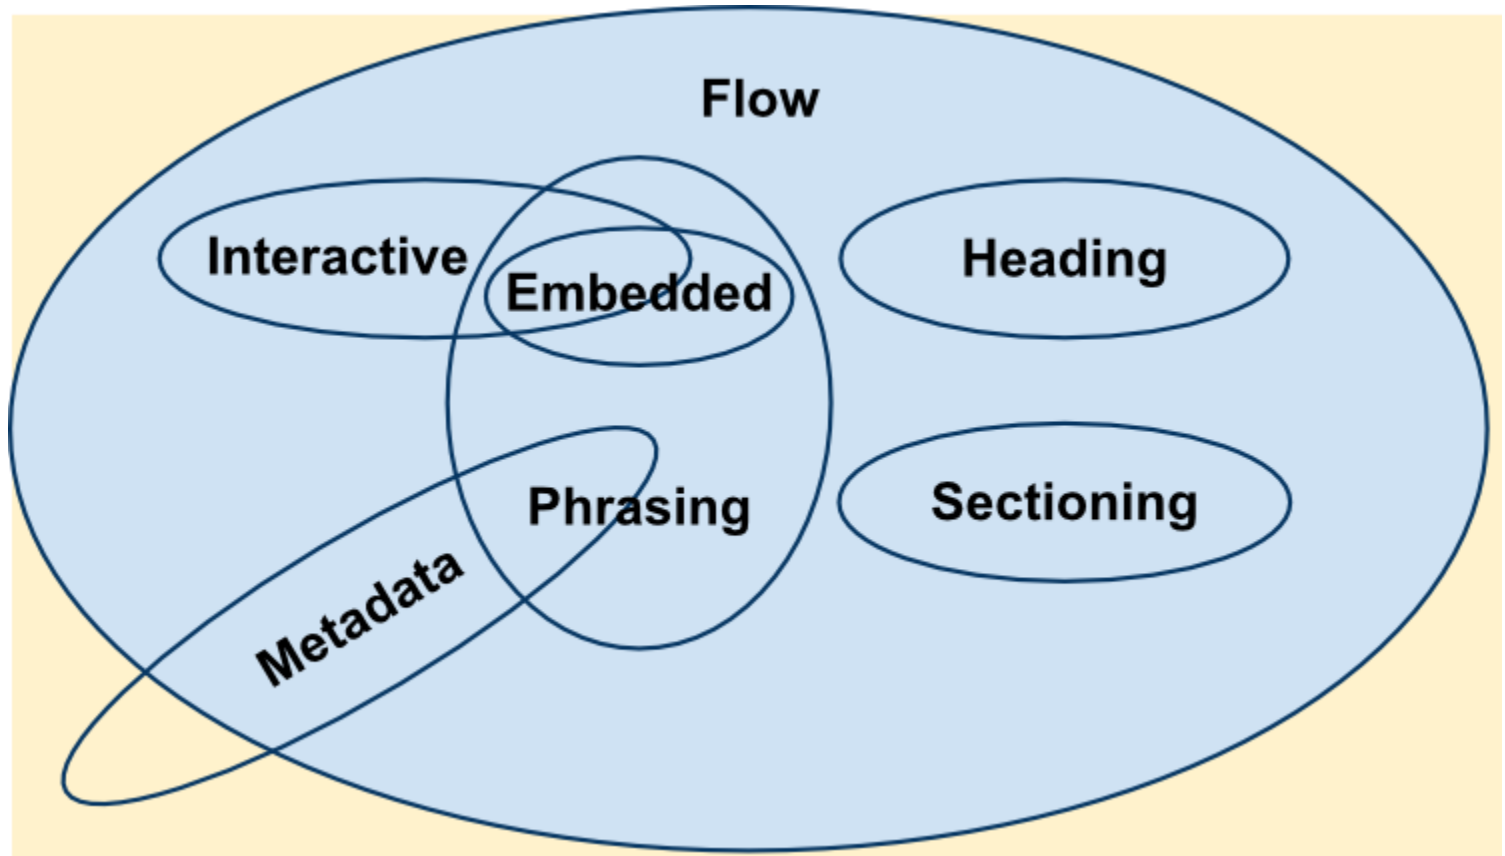 Flow
Interactive
Embedded
Heading
Phrasing
Sectioning
Metadata